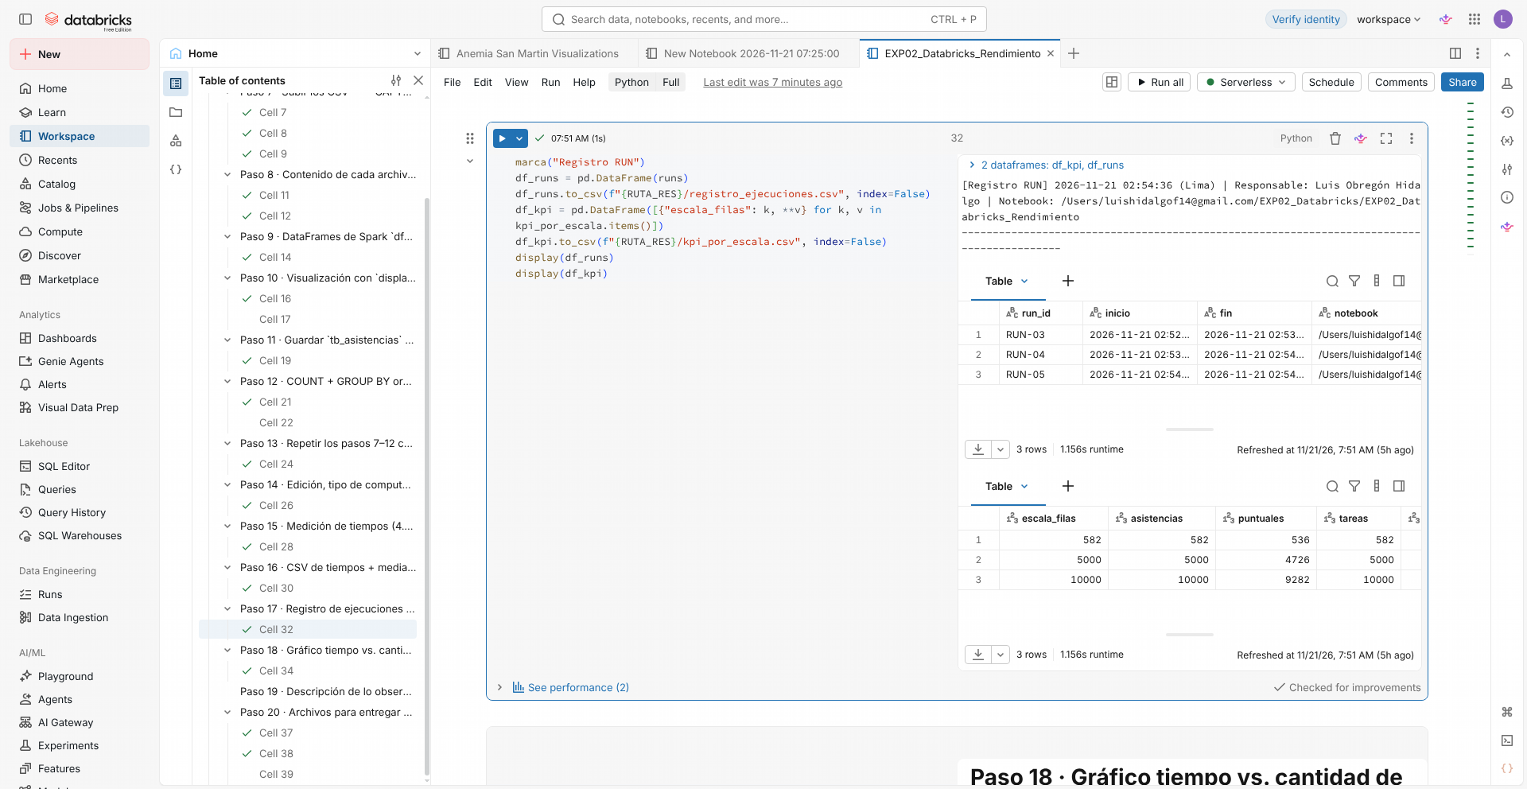 databricks
Free Edition
Search data, notebooks, recents, and more...
CTRL + P
Verify identity
workspace
L
New
Home
Learn
Workspace
Recents
Catalog
Jobs & Pipelines
Compute
Discover
Marketplace
Analytics
Dashboards
Genie Agents
Alerts
Visual Data Prep
Lakehouse
SQL Editor
Queries
Query History
SQL Warehouses
Data Engineering
Runs
Data Ingestion
AI/ML
Playground
Agents
AI Gateway
Experiments
Features
Home
Table of contents
Cell 7
Cell 8
Cell 9
Paso 8 · Contenido de cada archiv...
Cell 11
Cell 12
Paso 9 · DataFrames de Spark `df...
Cell 14
Paso 10 · Visualización con `displa...
Cell 16
Cell 17
Paso 11 · Guardar `tb_asistencias` ...
Cell 19
Paso 12 · COUNT + GROUP BY or...
Cell 21
Cell 22
Paso 13 · Repetir los pasos 7–12 c...
Cell 24
Paso 14 · Edición, tipo de comput...
Cell 26
Paso 15 · Medición de tiempos (4....
Cell 28
Paso 16 · CSV de tiempos + media...
Cell 30
Paso 17 · Registro de ejecuciones ...
Cell 32
Paso 18 · Gráfico tiempo vs. canti...
Cell 34
Paso 19 · Descripción de lo obser...
Paso 20 · Archivos para entregar ...
Cell 37
Cell 38
Cell 39
Anemia San Martin Visualizations
New Notebook 2026-11-21 07:25:00
EXP02_Databricks_Rendimiento
File Edit View Run Help Python Full Last edit was 7 minutes ago
Run all
Serverless
Schedule
Comments
Share
07:51 AM (1s)
32
Python
marca("Registro RUN")
df_runs = pd.DataFrame(runs)
df_runs.to_csv(f"{RUTA_RES}/registro_ejecuciones.csv", index=False)
df_kpi = pd.DataFrame([{"escala_filas": k, **v} for k, v in
kpi_por_escala.items()])
df_kpi.to_csv(f"{RUTA_RES}/kpi_por_escala.csv", index=False)
display(df_runs)
display(df_kpi)
2 dataframes: df_kpi, df_runs
[Registro RUN] 2026-11-21 02:54:36 (Lima) | Responsable: Luis Obregón Hida
lgo | Notebook: /Users/luishidalgof14@gmail.com/EXP02_Databricks/EXP02_Dat
abricks_Rendimiento
--------------------------------------------------------------------------
----------------
Table
run_id inicio fin notebook
1 RUN-03 2026-11-21 02:52... 2026-11-21 02:53... /Users/luishidalgof14@
2 RUN-04 2026-11-21 02:53... 2026-11-21 02:54... /Users/luishidalgof14@
3 RUN-05 2026-11-21 02:54... 2026-11-21 02:54... /Users/luishidalgof14@
3 rows 1.156s runtime Refreshed at 11/21/26, 7:51 AM (5h ago)
Table
escala_filas asistencias puntuales tareas
1 582 582 536 582
2 5000 5000 4726 5000
3 10000 10000 9282 10000
3 rows 1.156s runtime Refreshed at 11/21/26, 7:51 AM (5h ago)
See performance (2)
Checked for improvements
Paso 18 · Gráfico tiempo vs. cantidad de